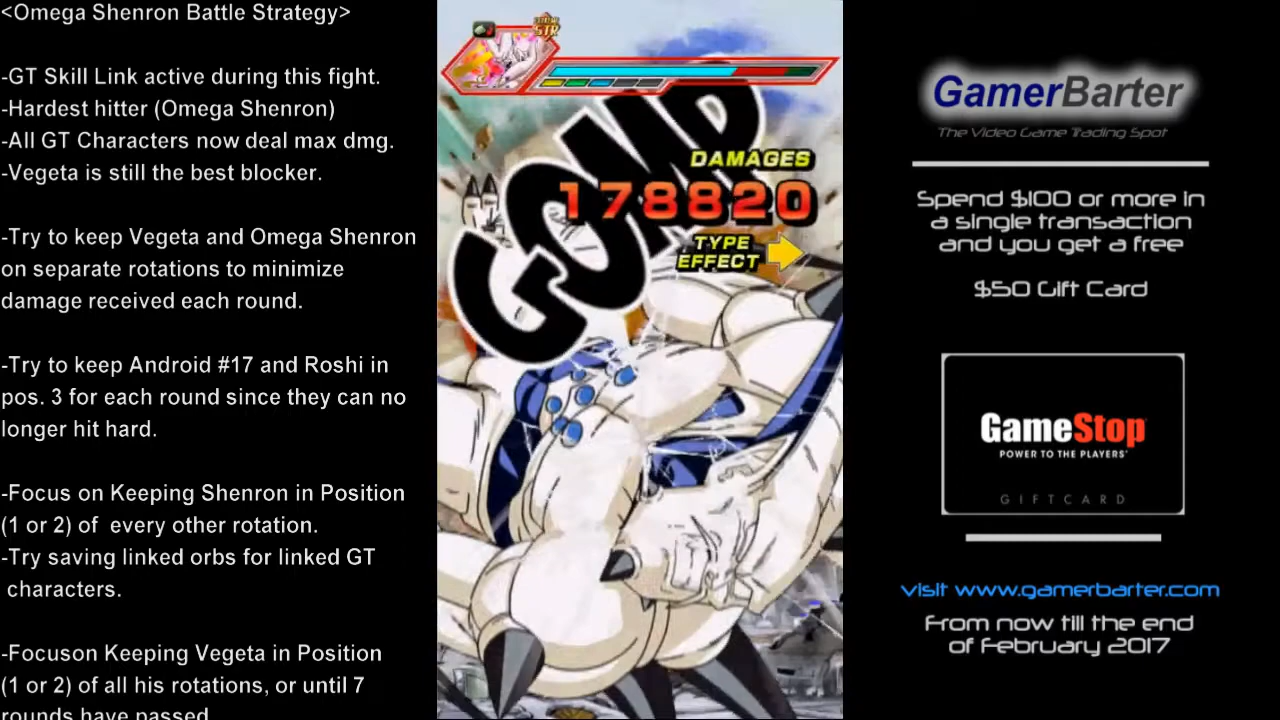 <Omega Shenron Battle Strategy>
-GT Skill Link active during this fight.
-Hardest hitter (Omega Shenron)
-All GT Characters now deal max dmg.
-Vegeta is still the best blocker.
-Try to keep Vegeta and Omega Shenron
on separate rotations to minimize
damage received each round.
-Try to keep Android #17 and Roshi in
pos. 3 for each round since they can no
longer hit hard.
-Focus on Keeping Shenron in Position
(1 or 2) of every other rotation.
-Try saving linked orbs for linked GT
characters.
-Focuson Keeping Vegeta in Position
(1 or 2) of all his rotations, or until 7
rounds have passed
STR
GOMP
DAMAGES
178820
TYPE
EFFECT
GamerBarter
The Video Game Trading Spot
Spend $100 or more in
a single transaction
and you get a free
$50 Gift Card
GameStop
POWER TO THE PLAYERS
GIFTCARD
visit www.gamerbarter.com
From now till the end
of February 2017